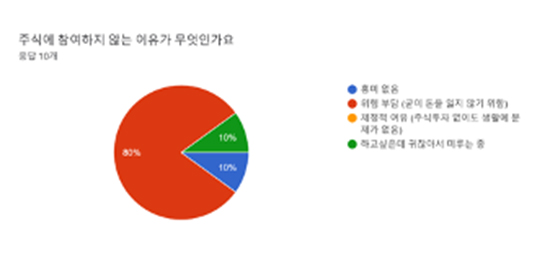 주식에 참여하지 않는 이유가 무엇인가요
응답 10개
80%
10%
10%
흥미 없음
위험 부담 (굳이 돈을 잃지 않기 위함)
재정적 여유 (주식투자 없이도 생활에 문
제가 없음)
하고싶은데 귀찮아서 미루는 중